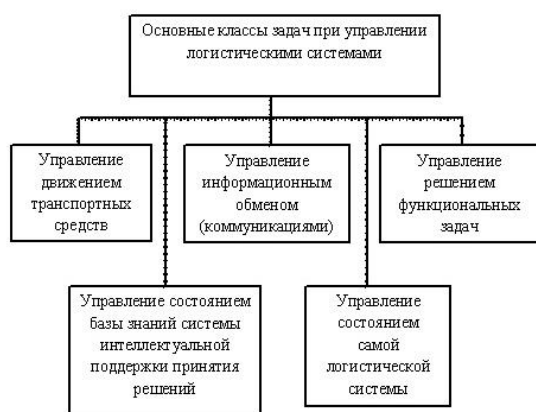 Основные классы задач при управлении
логистическими системами
Управление
движением
транспортных
средств
Управление
информационным
обменом
(коммуникациями)
Управление
решением
функциональных
задач
Управление состоянием
базы знаний системы
интеллектуальной
поддержки принятия
решений
Управление
состоянием
самой
логистической
системы